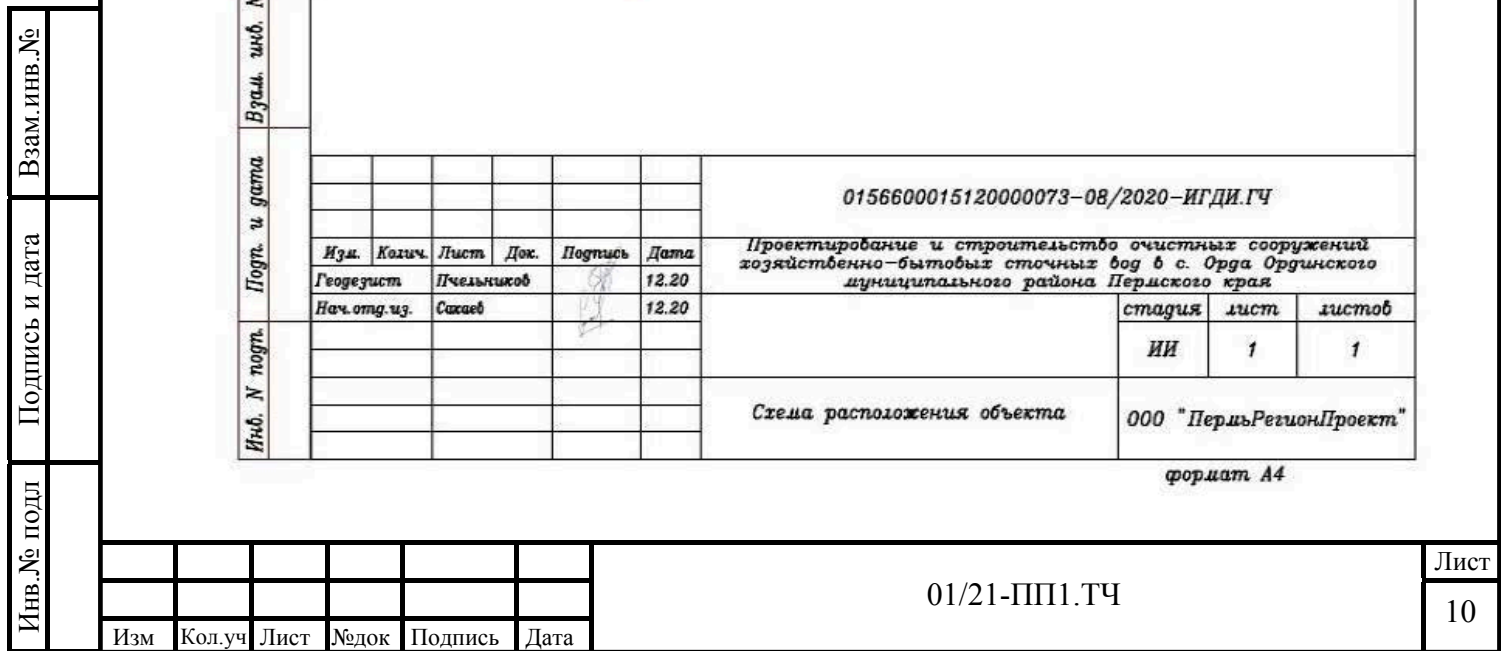 Взам.инв.№
Подпись и дата
Инв.№ подл
Взам. инв. N
Подп. и дата
Инв. N подп.
01566000151200000​73-08/2020-ИГДИ.ГЧ
Изм. Колич. Лист Док. Подпись Дата
Проектирование и строительство очистных сооружений
хозяйственно-бытовых сточных вод в с. Орда Ординского
муниципального района Пермского края
Геодезист Пчельников 12.20
Нач.отд.из. Сахаев 12.20
стадия лист листов
ИИ 1 1
Схема расположения объекта
ООО "ПермьРегионПроект"
формат А4
01/21-ПП1.ТЧ
Лист
10
Изм Кол.уч Лист №док Подпись Дата